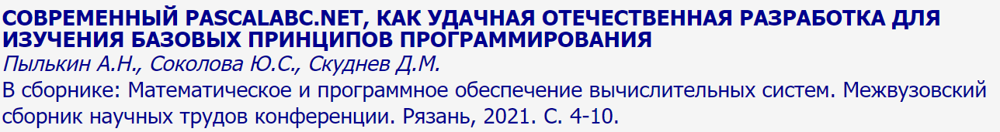 СОВРЕМЕННЫЙ PASCALABC.NET, КАК УДАЧНАЯ ОТЕЧЕСТВЕННАЯ РАЗРАБОТКА ДЛЯ
ИЗУЧЕНИЯ БАЗОВЫХ ПРИНЦИПОВ ПРОГРАММИРОВАНИЯ
Пылькин А.Н., Соколова Ю.С., Скуднев Д.М.
В сборнике: Математическое и программное обеспечение вычислительных систем. Межвузовский
сборник научных трудов конференции. Рязань, 2021. С. 4-10.